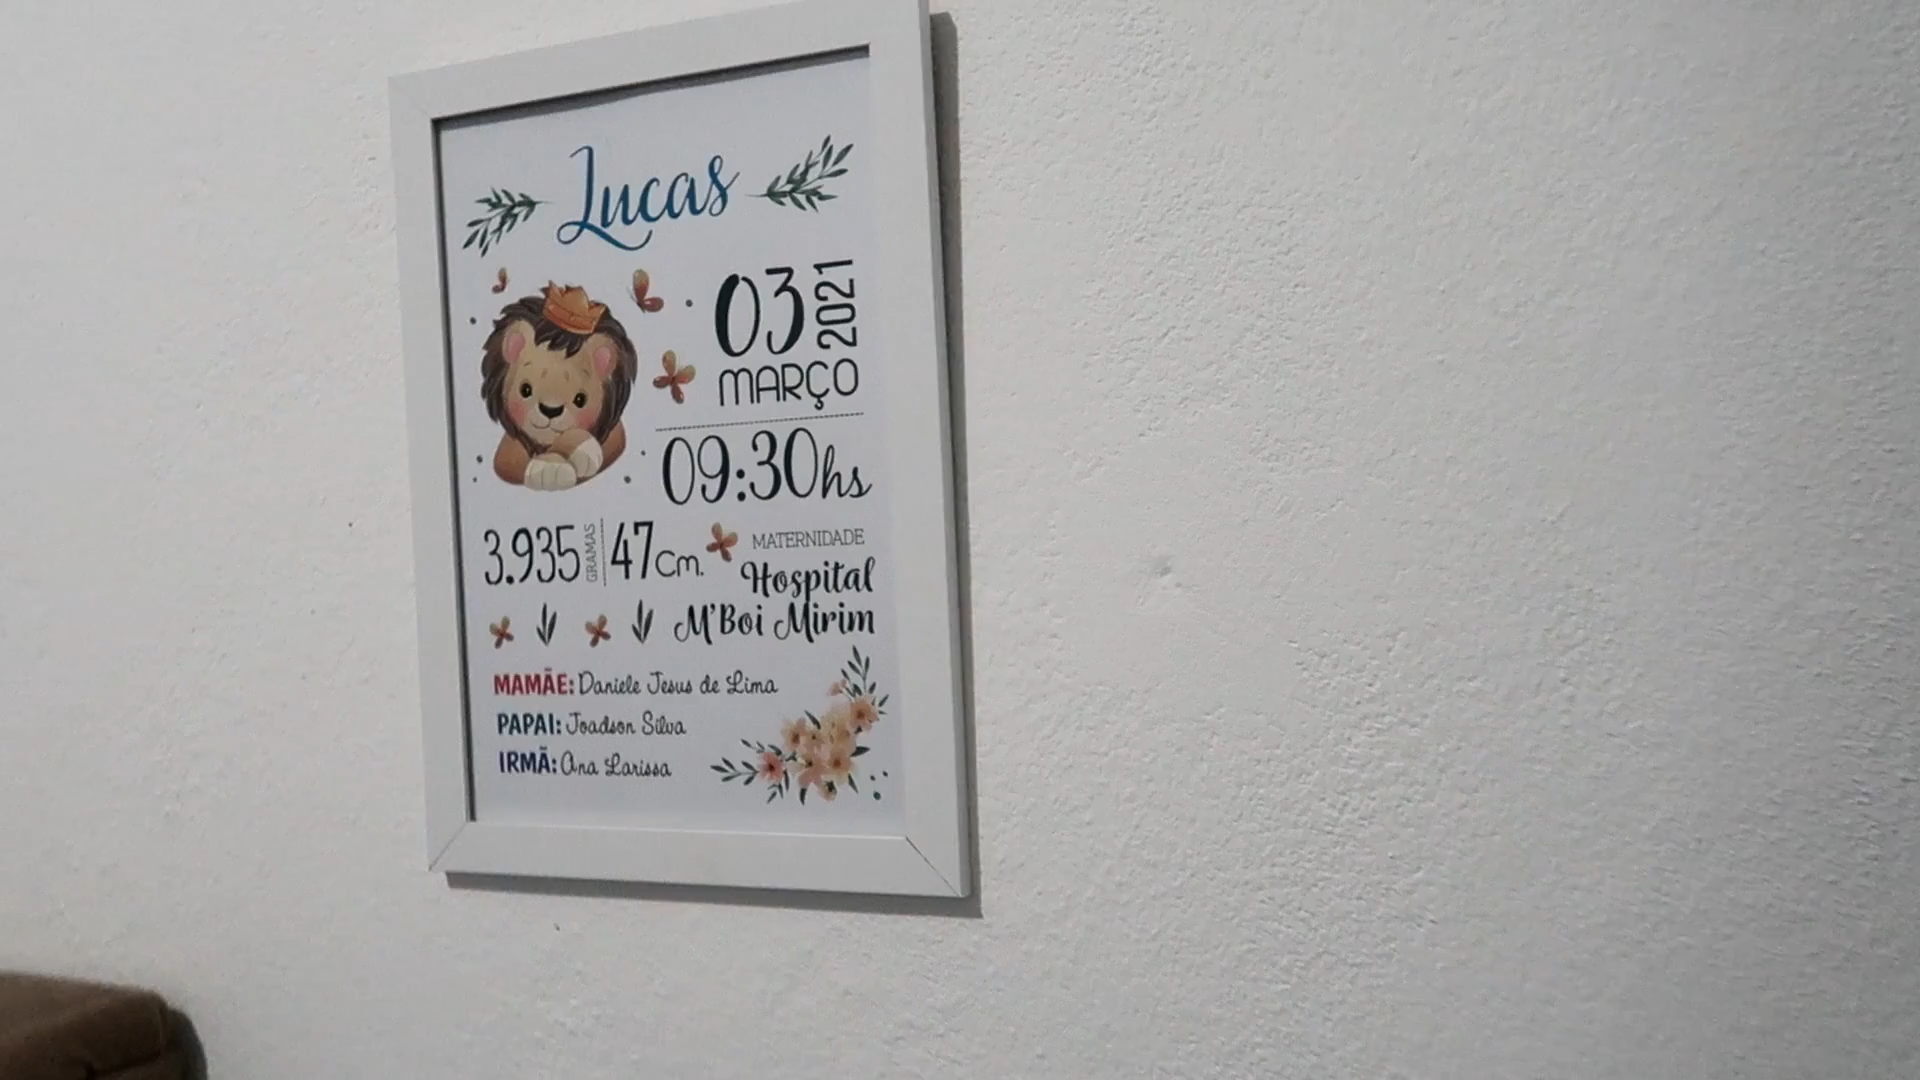 Lucas
03
2021
MARÇO
09:30hs
3.935 GRAMAS
47cm.
MATERNIDADE
Hospital
M'Boi Mirim
MAMÃE: Daniele Jesus de Lima
PAPAI: Joadson Silva
IRMÃ: Ana Larissa